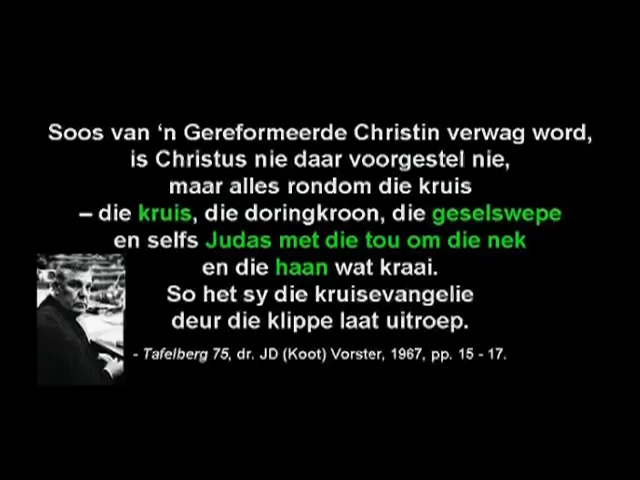 Soos van ‘n Gereformeerde Christin verwag word,
is Christus nie daar voorgestel nie,
maar alles rondom die kruis
– die kruis, die doringkroon, die geselswepe
en selfs Judas met die tou om die nek
en die haan wat kraai.
So het sy die kruisevangelie
deur die klippe laat uitroep.
- Tafelberg 75, dr. JD (Koot) Vorster, 1967, pp. 15 - 17.